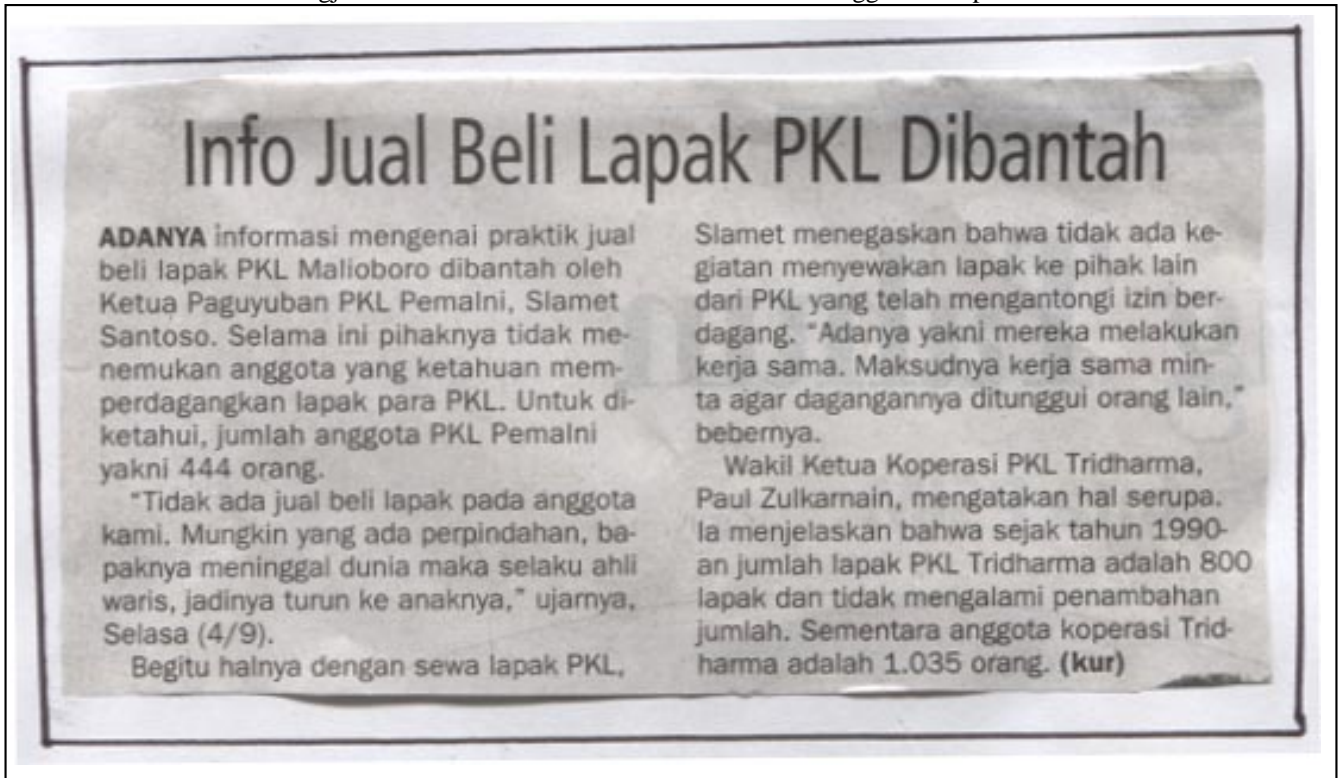 Info Jual Beli Lapak PKL Dibantah
ADANYA informasi mengenai praktik jual
beli lapak PKL Malioboro dibantah oleh
Ketua Paguyuban PKL Pemalni, Slamet
Santoso. Selama ini pihaknya tidak me-
nemukan anggota yang ketahuan mem-
perdagangkan lapak para PKL. Untuk di-
ketahui, jumlah anggota PKL Pemalni
yakni 444 orang.
"Tidak ada jual beli lapak pada anggota
kami. Mungkin yang ada perpindahan, ba-
paknya meninggal dunia maka selaku ahli
waris, jadinya turun ke anaknya," ujarnya,
Selasa (4/9).
Begitu halnya dengan sewa lapak PKL,
Slamet menegaskan bahwa tidak ada ke-
giatan menyewakan lapak ke pihak lain
dari PKL yang telah mengantongi izin ber-
dagang. "Adanya yakni mereka melakukan
kerja sama. Maksudnya kerja sama min-
ta agar dagangannya ditunggui orang lain,"
bebernya.
Wakil Ketua Koperasi PKL Tridharma,
Paul Zulkarnain, mengatakan hal serupa.
Ia menjelaskan bahwa sejak tahun 1990-
an jumlah lapak PKL Tridharma adalah 800
lapak dan tidak mengalami penambahan
jumlah. Sementara anggota koperasi Trid-
harma adalah 1.035 orang. (kur)